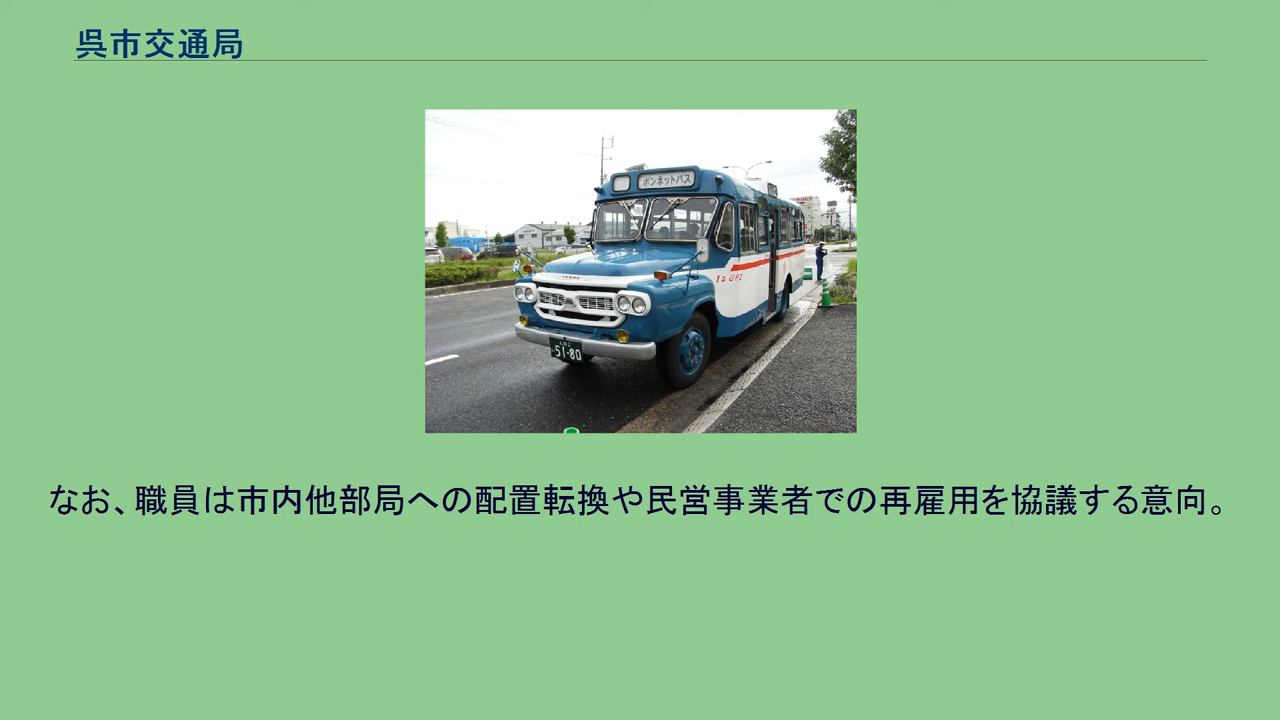 呉市交通局
ボンネットバス
51-80
なお、職員は市内他部局への配置転換や民営事業者での再雇用を協議する意向。